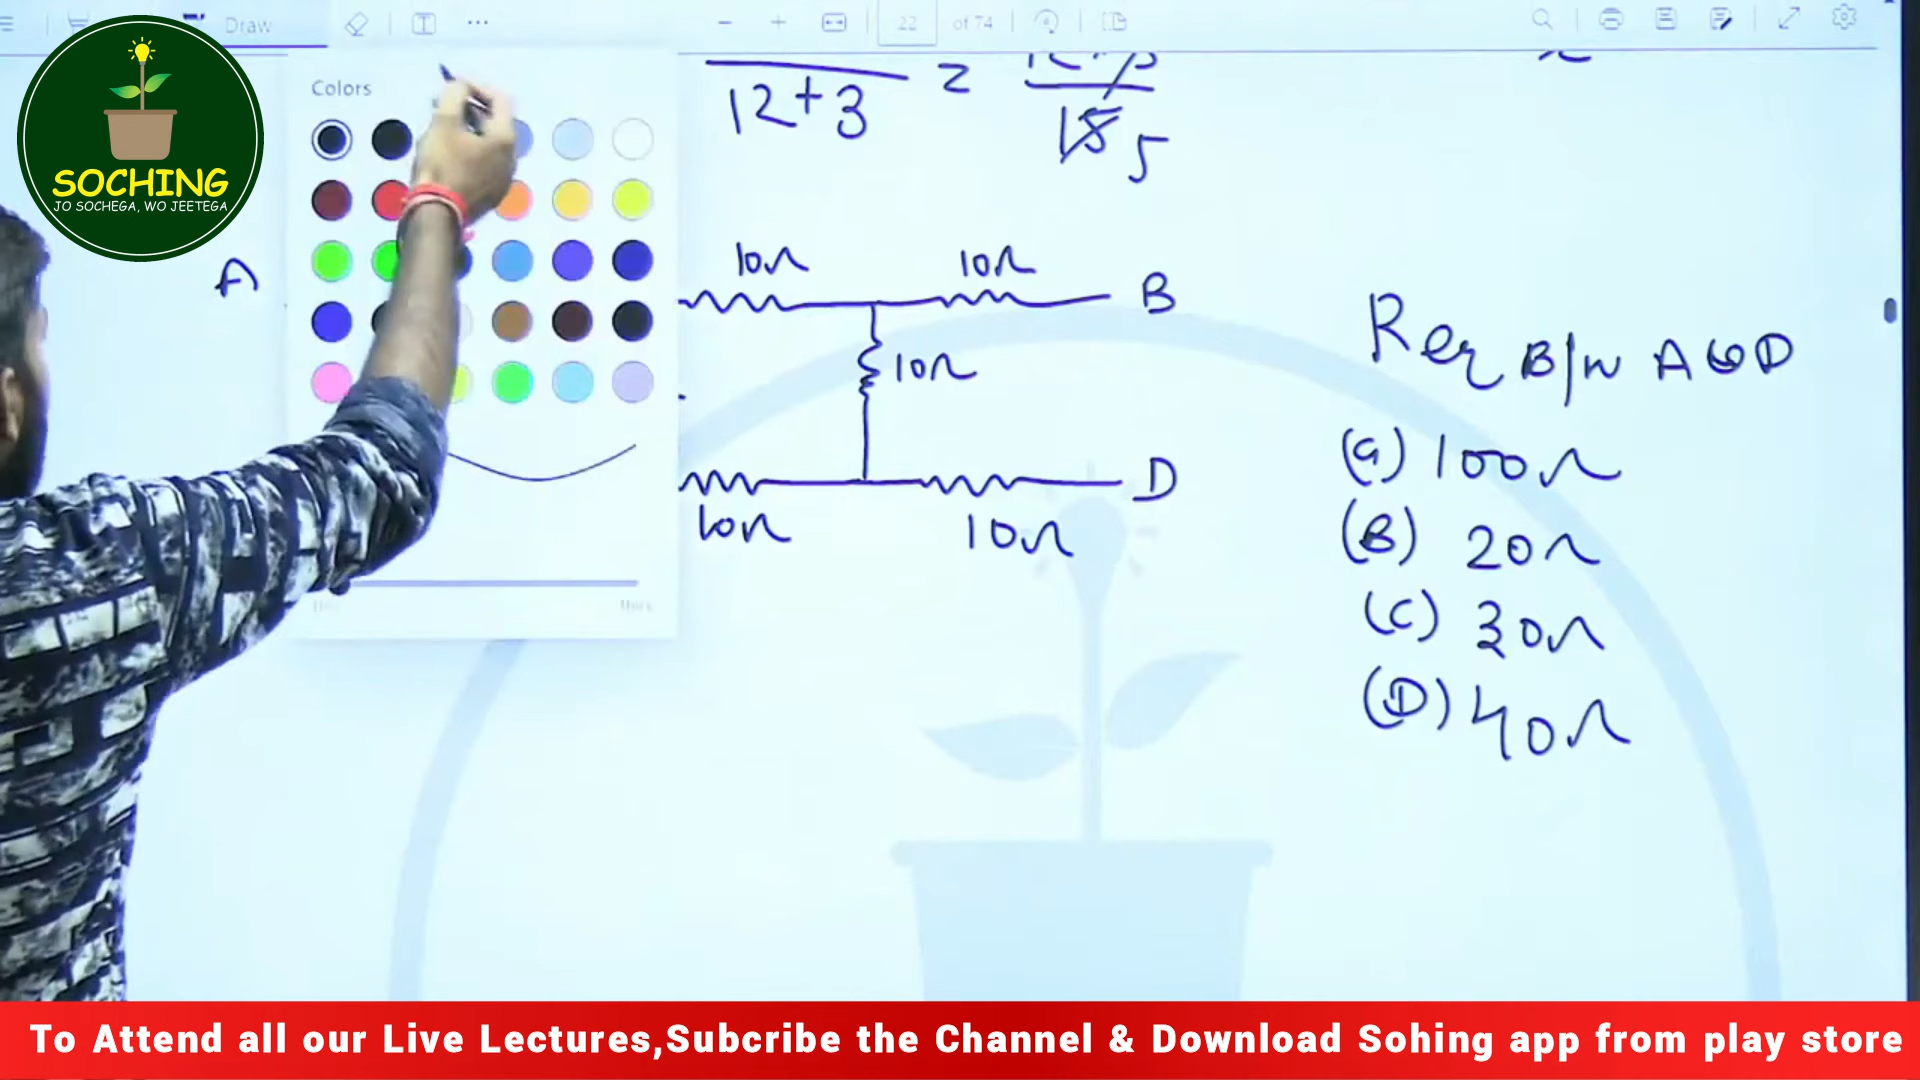 Draw
22 of 74
Colors
SOCHING
JO SOCHEGA, WO JEETEGA
12+3 = 15 5
A
10Ω 10Ω B
10Ω
10Ω 10Ω D
Req B/W A & D
(a) 100Ω
(B) 20Ω
(C) 30Ω
(D) 40Ω
Thick
To Attend all our Live Lectures,Subcribe the Channel & Download Sohing app from play store